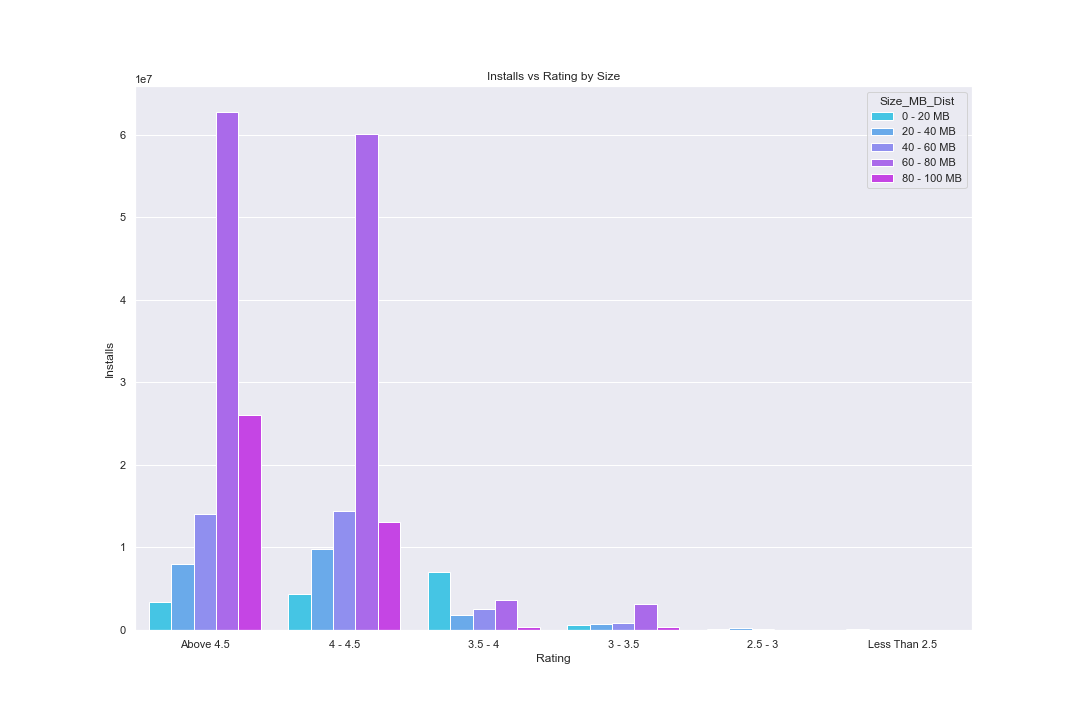 Installs vs Rating by Size
1e7
Size_MB_Dist
0 - 20 MB
20 - 40 MB
40 - 60 MB
60 - 80 MB
80 - 100 MB
6
5
4
3
2
1
0
Installs
Above 4.5
4 - 4.5
3.5 - 4
3 - 3.5
2.5 - 3
Less Than 2.5
Rating